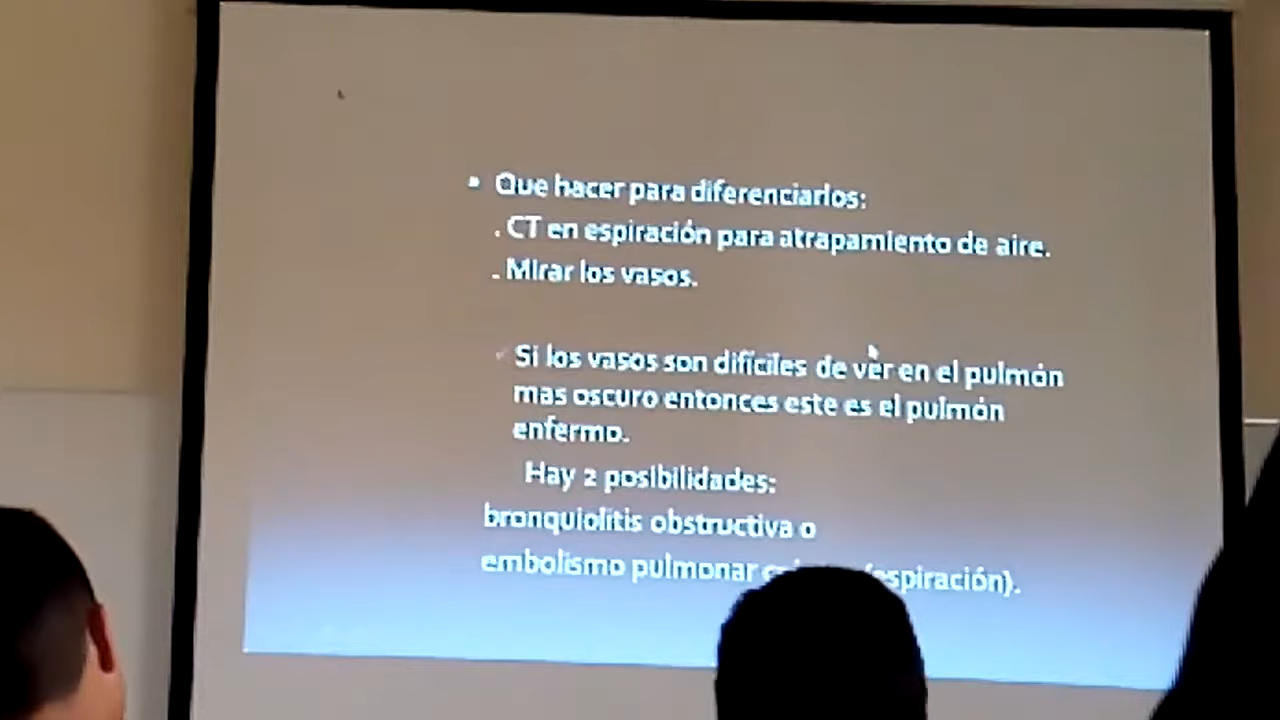 • Que hacer para diferenciarlos:
. CT en espiración para atrapamiento de aire.
. Mirar los vasos.
✓ Si los vasos son difíciles de ver en el pulmón
mas oscuro entonces este es el pulmón
enfermo.
Hay 2 posibilidades:
bronquiolitis obstructiva o
embolismo pulmonar (espiración).